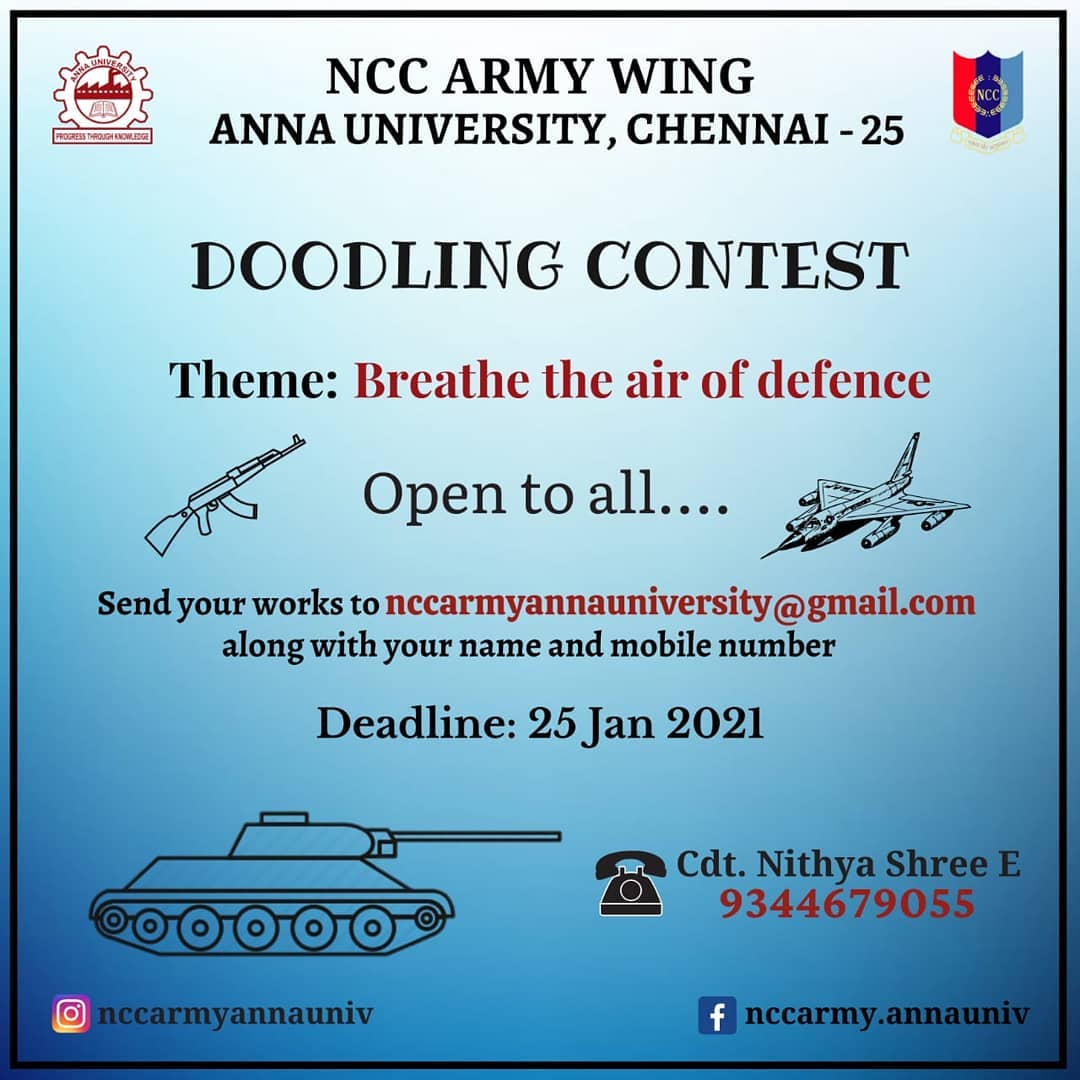 ANNA UNIVERSITY
PROGRESS THROUGH KNOWLEDGE
NCC ARMY WING
ANNA UNIVERSITY, CHENNAI - 25
NCC
DOODLING CONTEST
Theme: Breathe the air of defence
Open to all....
Send your works to nccarmyannauniversity@gmail.com
along with your name and mobile number
Deadline: 25 Jan 2021
Cdt. Nithya Shree E
9344679055
nccarmyannauniv
nccarmy.annauniv